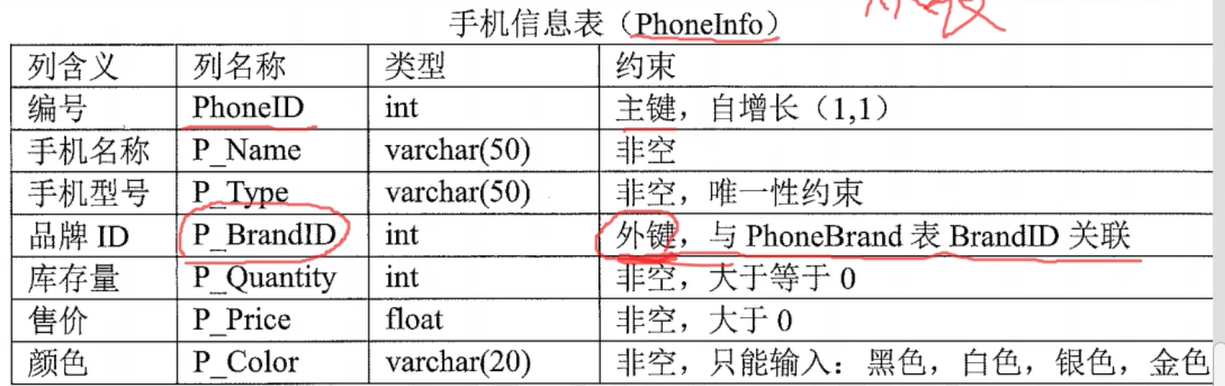 手机信息表（PhoneInfo）
列含义 列名称 类型 约束
编号 PhoneID int 主键，自增长（1,1）
手机名称 P_Name varchar(50) 非空
手机型号 P_Type varchar(50) 非空，唯一性约束
品牌 ID P_BrandID int 外键，与 PhoneBrand 表 BrandID 关联
库存量 P_Quantity int 非空，大于等于 0
售价 P_Price float 非空，大于 0
颜色 P_Color varchar(20) 非空，只能输入：黑色，白色，银色，金色